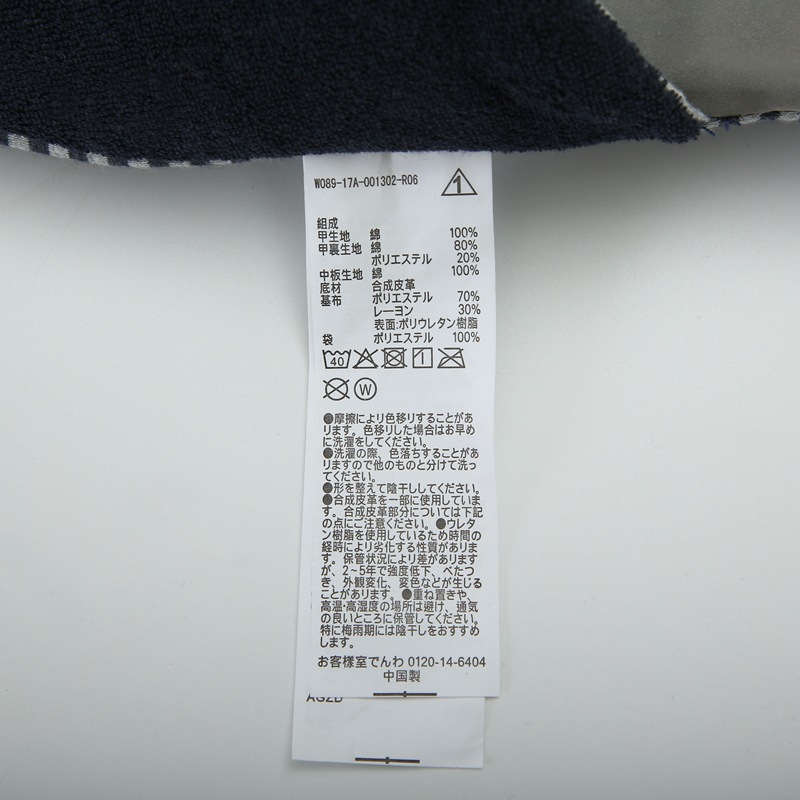 W089-17A-001302-R06
1
組成
甲生地 綿 100%
甲裏生地 綿 80%
ポリエステル 20%
中板生地 綿 100%
底材 合成皮革
基布 ポリエステル 70%
レーヨン 30%
表面:ポリウレタン樹脂
袋 ポリエステル 100%
40 1
W
●摩擦により色移りすることがあ
ります。色移りした場合はお早め
に洗濯をしてください。
●洗濯の際、色落ちすることがあ
りますので他のものと分けて洗っ
てください。
●形を整えて陰干ししてください。
●合成皮革を一部に使用していま
す。合成皮革部分については下記
の点にご注意ください。●ウレタ
ン樹脂を使用しているため時間の
経時により劣化する性質がありま
す。保管状況により差があります
が、2~5年で強度低下、べたつ
き、外観変化、変色などが生じる
ことがあります。●重ね置きや、
高温・高湿度の場所は避け、通気
の良いところに保管してください。
特に梅雨期には陰干しをおすすめ
します。
お客様室でんわ 0120-14-6404
中国製